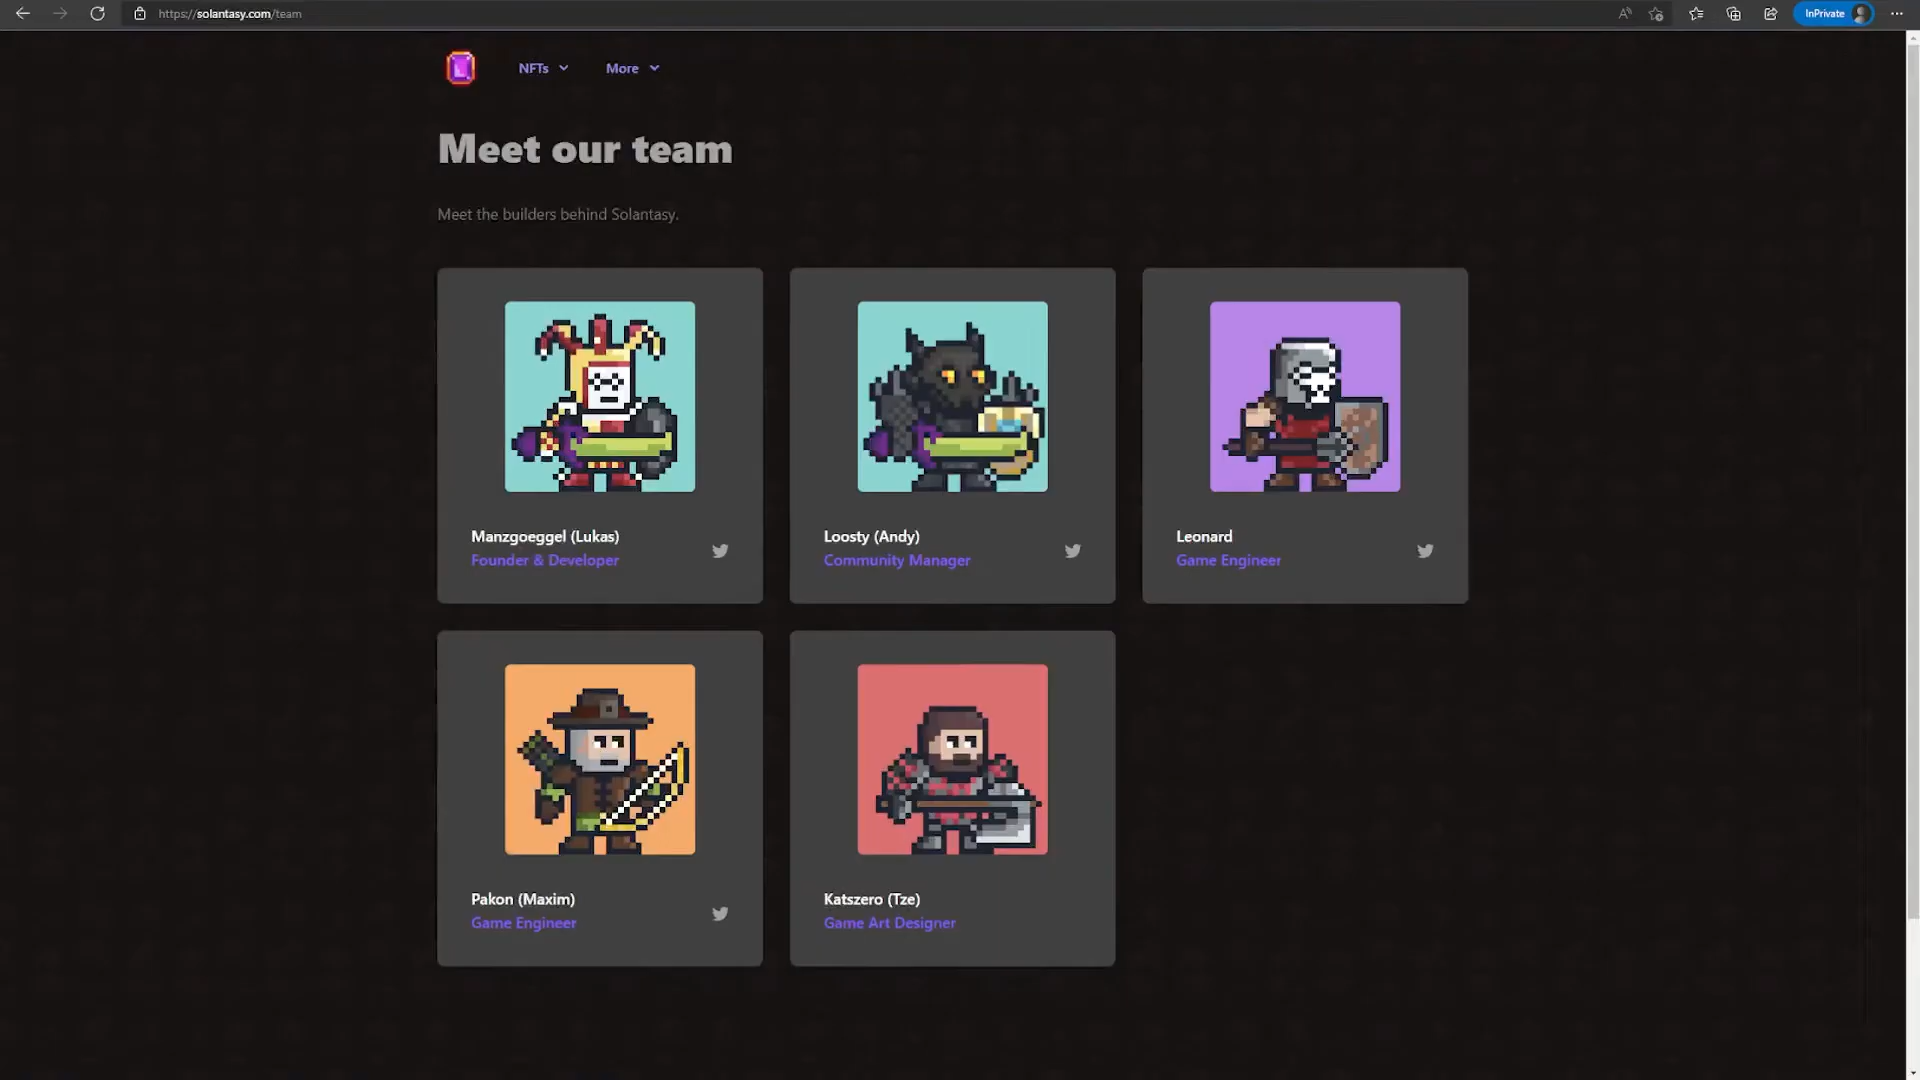 https://solantasy.com/team
InPrivate
NFTs
More
Meet our team
Meet the builders behind Solantasy.
Manzgoeggel (Lukas)
Founder & Developer
Loosty (Andy)
Community Manager
Leonard
Game Engineer
Pakon (Maxim)
Game Engineer
Katszero (Tze)
Game Art Designer